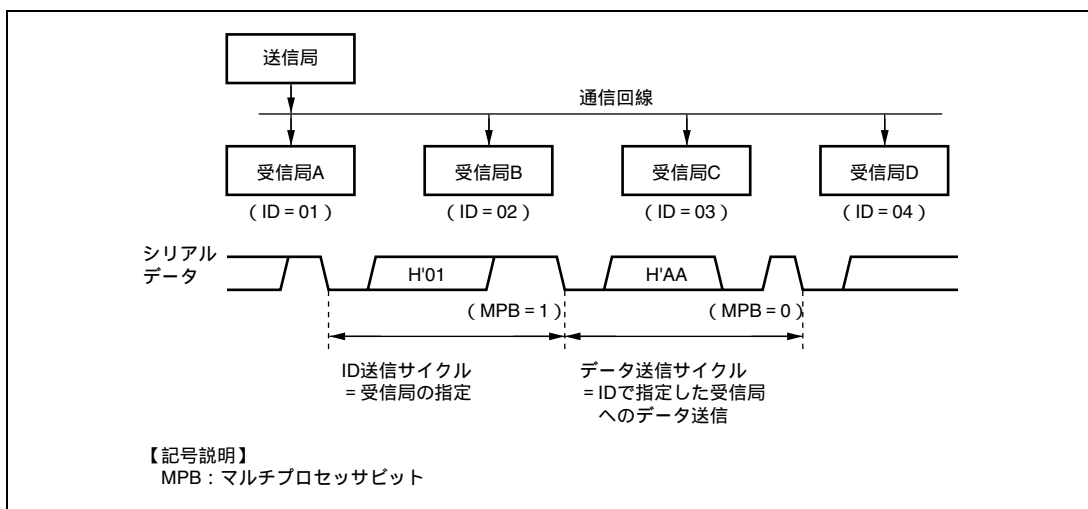 送信局
通信回線
受信局A 受信局B 受信局C 受信局D
（ID = 01） （ID = 02） （ID = 03） （ID = 04）
シリアル
データ
H'01 H'AA
（MPB = 1） （MPB = 0）
ID送信サイクル
= 受信局の指定
データ送信サイクル
= IDで指定した受信局
へのデータ送信
【記号説明】
MPB：マルチプロセッサビット